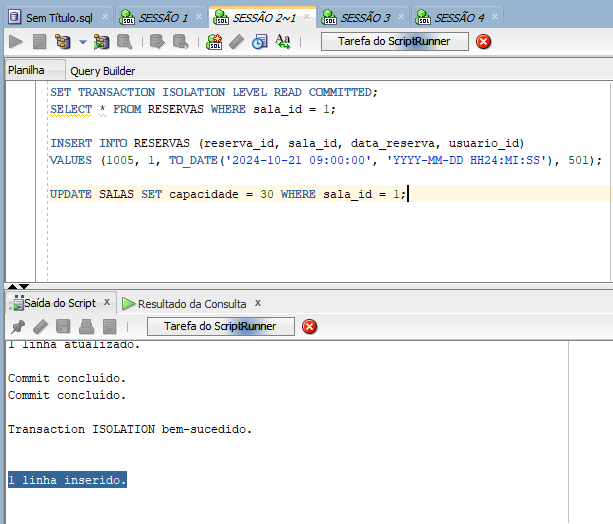 Sem Título.sql
SESSÃO 1
SESSÃO 2~1
SESSÃO 3
SESSÃO 4
Tarefa do ScriptRunner
Planilha
Query Builder
SET TRANSACTION ISOLATION LEVEL READ COMMITTED;
SELECT * FROM RESERVAS WHERE sala_id = 1;
INSERT INTO RESERVAS (reserva_id, sala_id, data_reserva, usuario_id)
VALUES (1005, 1, TO_DATE('2024-10-21 09:00:00', 'YYYY-MM-DD HH24:MI:SS'), 501);
UPDATE SALAS SET capacidade = 30 WHERE sala_id = 1;
Saída do Script
Resultado da Consulta
Tarefa do ScriptRunner
1 linha atualizado.
Commit concluído.
Commit concluído.
Transaction ISOLATION bem-sucedido.
1 linha inserido.